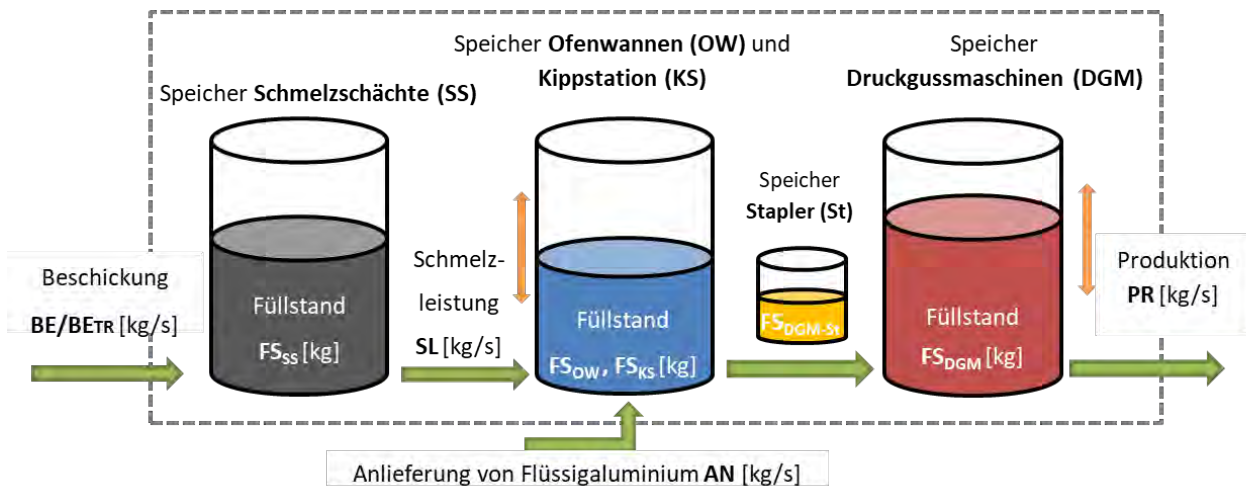 Speicher Schmelzschächte (SS)
Speicher Ofenwannen (OW) und
Kippstation (KS)
Speicher
Druckgussmaschinen (DGM)
Speicher
Stapler (St)
Beschickung
BE/BETR [kg/s]
Füllstand
FSSS [kg]
Schmelz-
leistung
SL [kg/s]
Füllstand
FSOW , FSKS [kg]
FSDGM-St
Füllstand
FSDGM [kg]
Produktion
PR [kg/s]
Anlieferung von Flüssigaluminium AN [kg/s]